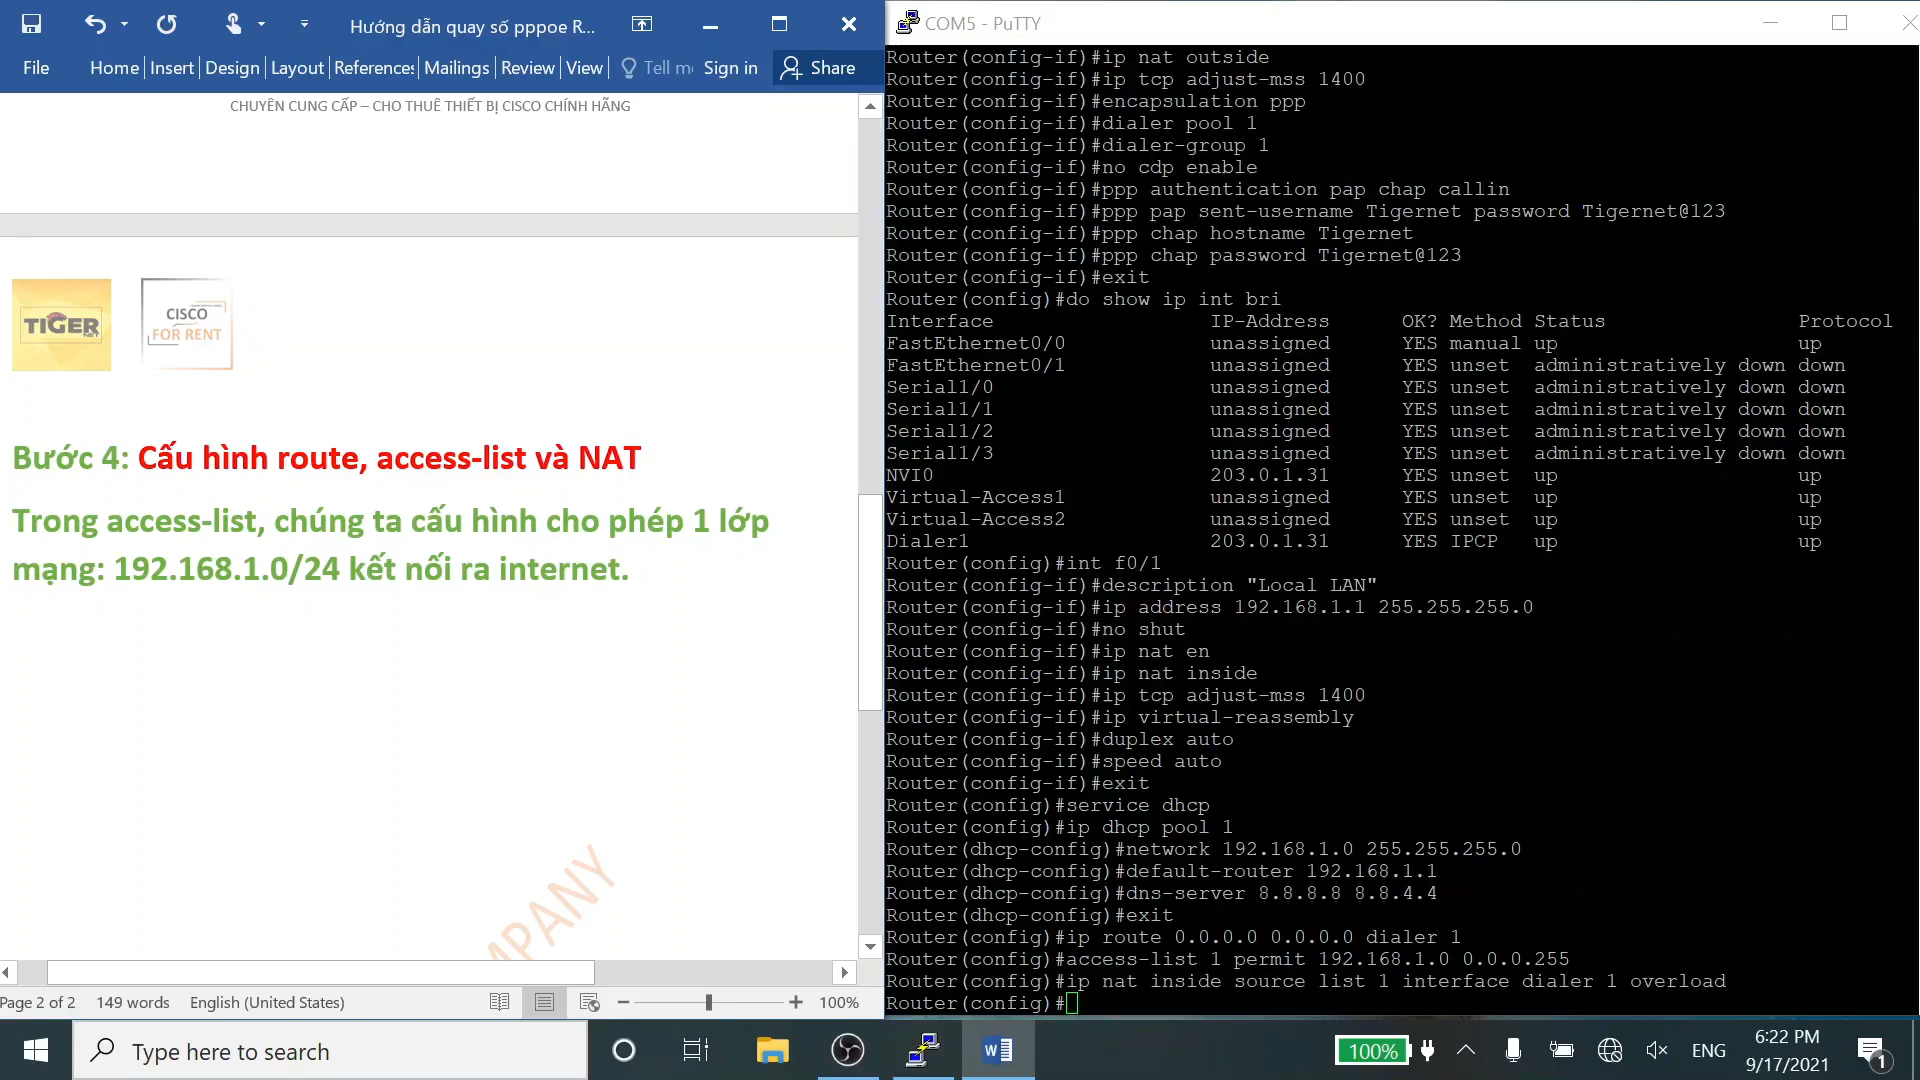 Hướng dẫn quay số pppoe R...
File Home Insert Design Layout References Mailings Review View Tell me Sign in Share
CHUYÊN CUNG CẤP – CHO THUÊ THIẾT BỊ CISCO CHÍNH HÃNG
TIGER NET
CISCO
FOR RENT
Bước 4: Cấu hình route, access-list và NAT
Trong access-list, chúng ta cấu hình cho phép 1 lớp
mạng: 192.168.1.0/24 kết nối ra internet.
MPANY
Page 2 of 2 149 words English (United States) 100%
COM5 - PuTTY
Router(config-if)#ip nat outside
Router(config-if)#ip tcp adjust-mss 1400
Router(config-if)#encapsulation ppp
Router(config-if)#dialer pool 1
Router(config-if)#dialer-group 1
Router(config-if)#no cdp enable
Router(config-if)#ppp authentication pap chap callin
Router(config-if)#ppp pap sent-username Tigernet password Tigernet@123
Router(config-if)#ppp chap hostname Tigernet
Router(config-if)#ppp chap password Tigernet@123
Router(config-if)#exit
Router(config)#do show ip int bri
Interface IP-Address OK? Method Status Protocol
FastEthernet0/0 unassigned YES manual up up
FastEthernet0/1 unassigned YES unset administratively down down
Serial1/0 unassigned YES unset administratively down down
Serial1/1 unassigned YES unset administratively down down
Serial1/2 unassigned YES unset administratively down down
Serial1/3 unassigned YES unset administratively down down
NVI0 203.0.1.31 YES unset up up
Virtual-Access1 unassigned YES unset up up
Virtual-Access2 unassigned YES unset up up
Dialer1 203.0.1.31 YES IPCP up up
Router(config)#int f0/1
Router(config-if)#description "Local LAN"
Router(config-if)#ip address 192.168.1.1 255.255.255.0
Router(config-if)#no shut
Router(config-if)#ip nat en
Router(config-if)#ip nat inside
Router(config-if)#ip tcp adjust-mss 1400
Router(config-if)#ip virtual-reassembly
Router(config-if)#duplex auto
Router(config-if)#speed auto
Router(config-if)#exit
Router(config)#service dhcp
Router(config)#ip dhcp pool 1
Router(dhcp-config)#network 192.168.1.0 255.255.255.0
Router(dhcp-config)#default-router 192.168.1.1
Router(dhcp-config)#dns-server 8.8.8.8 8.8.4.4
Router(dhcp-config)#exit
Router(config)#ip route 0.0.0.0 0.0.0.0 dialer 1
Router(config)#access-list 1 permit 192.168.1.0 0.0.0.255
Router(config)#ip nat inside source list 1 interface dialer 1 overload
Router(config)#
Type here to search
100% ENG
6:22 PM
9/17/2021
1